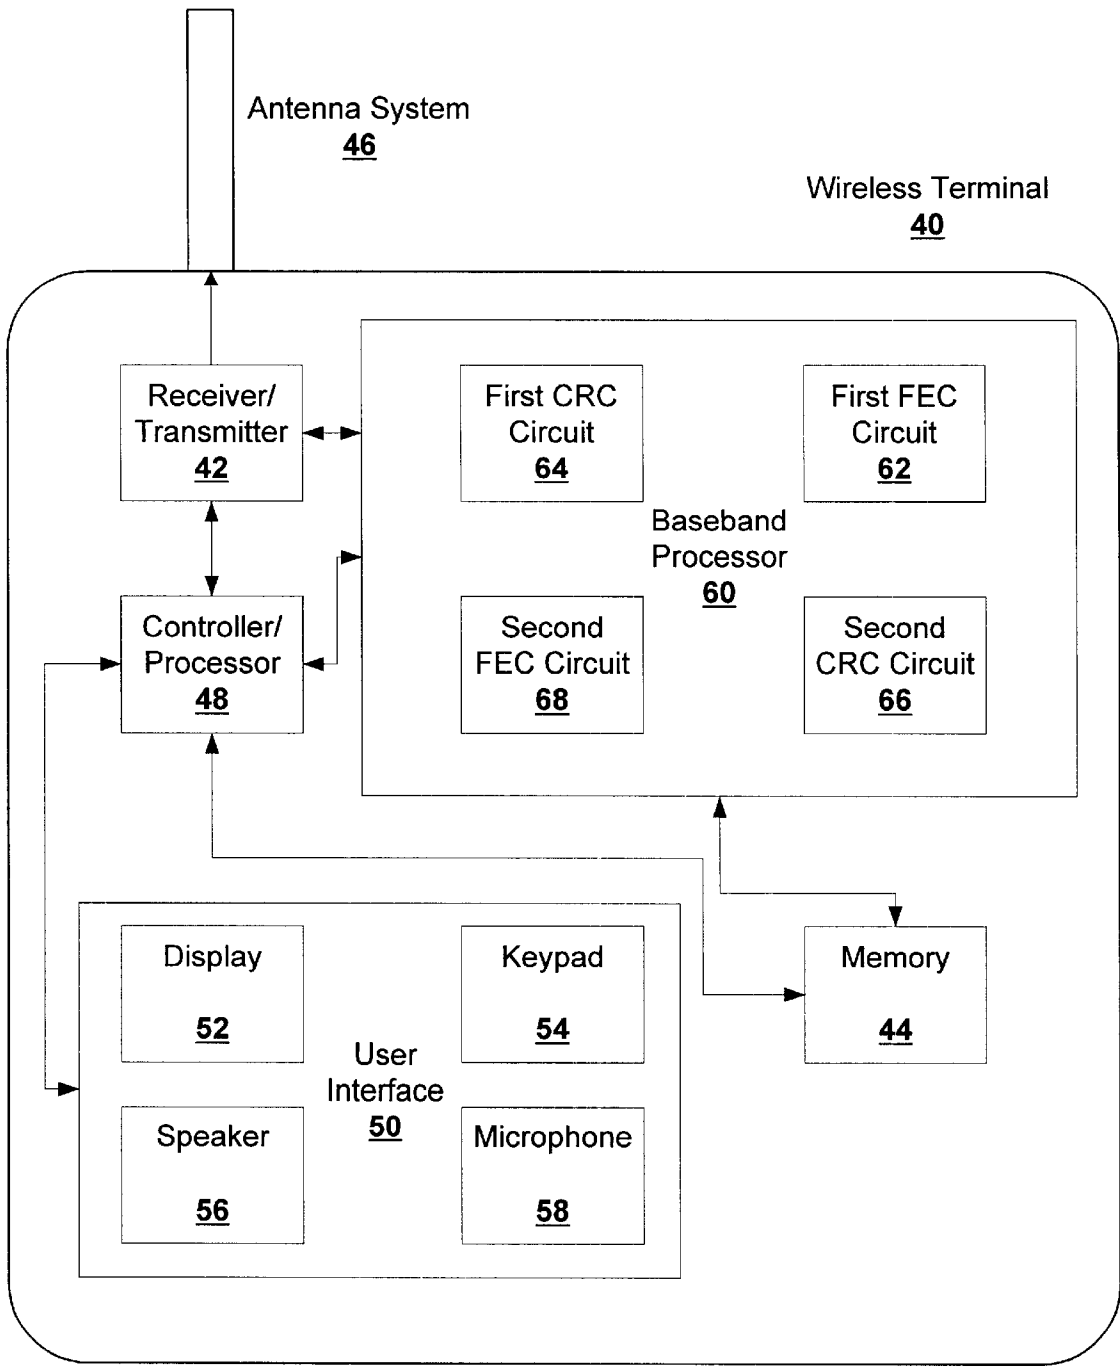 Antenna System
46
Wireless Terminal
40
Receiver/
Transmitter
42
First CRC
Circuit
64
First FEC
Circuit
62
Baseband
Processor
60
Controller/
Processor
48
Second
FEC Circuit
68
Second
CRC Circuit
66
Display
52
Keypad
54
User
Interface
50
Speaker
56
Microphone
58
Memory
44